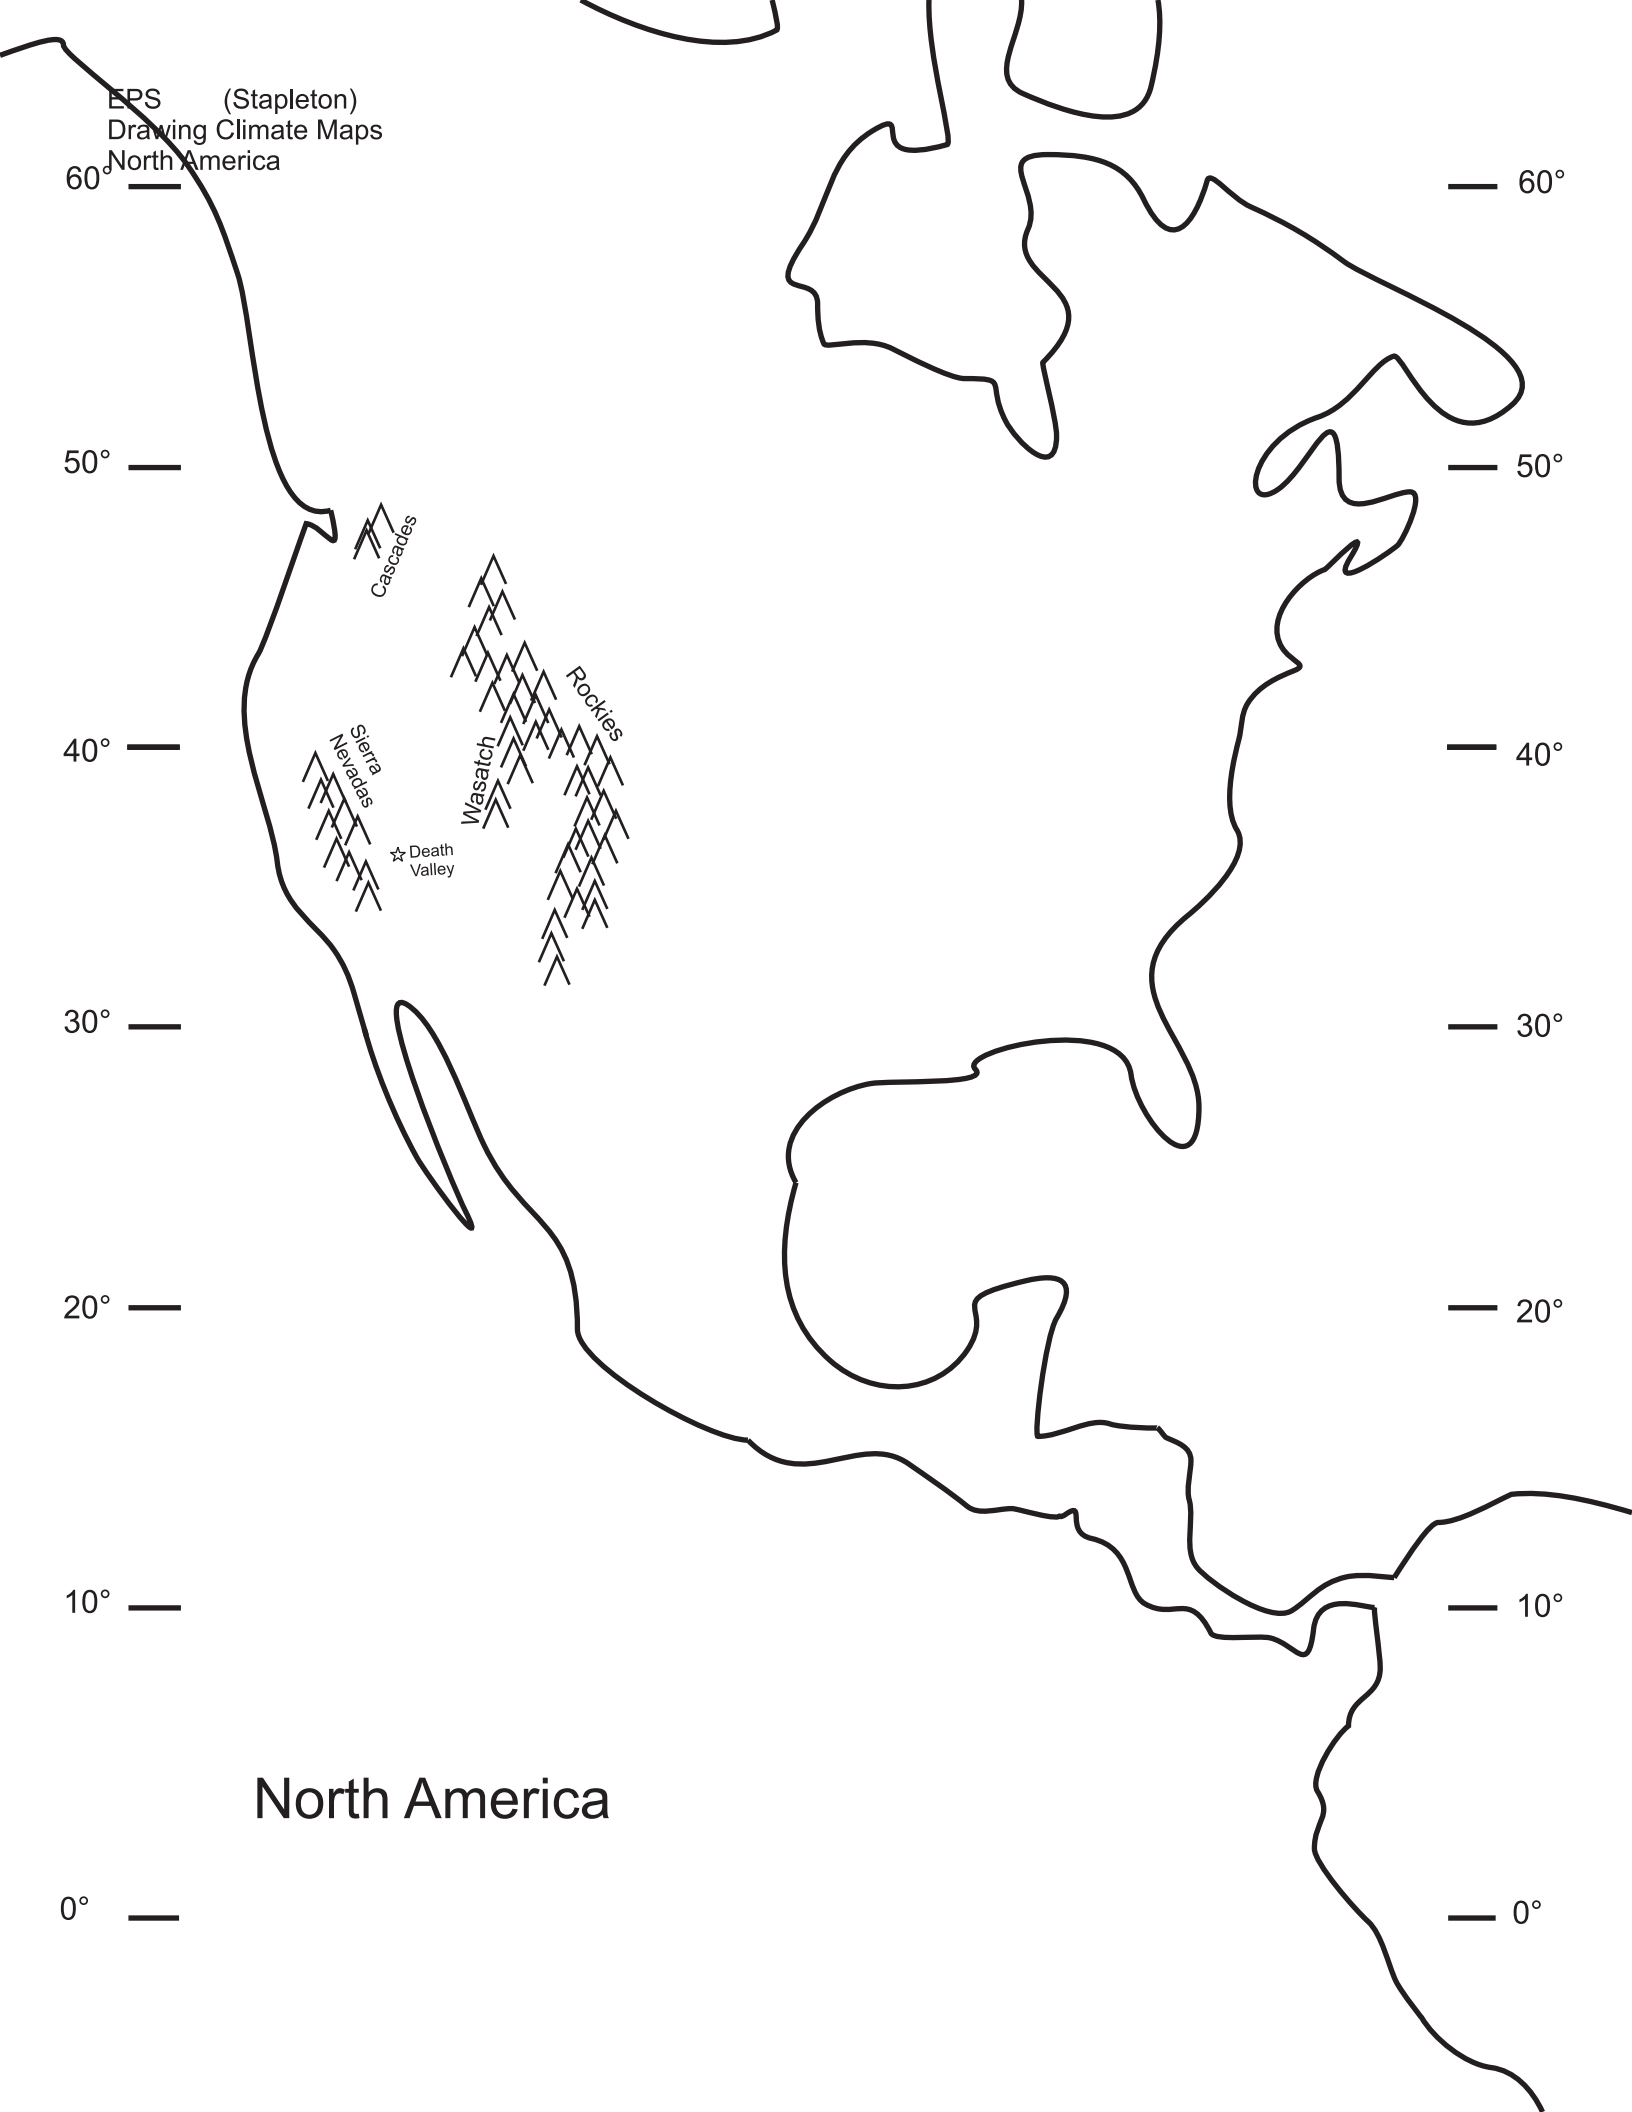 EPS (Stapleton)
Drawing Climate Maps
North America
60° 60°
50° 50°
Cascades
Rockies
Sierra
Nevadas
40° 40°
Wasatch
Death
Valley
30° 30°
20° 20°
10° 10°
North America
0° 0°